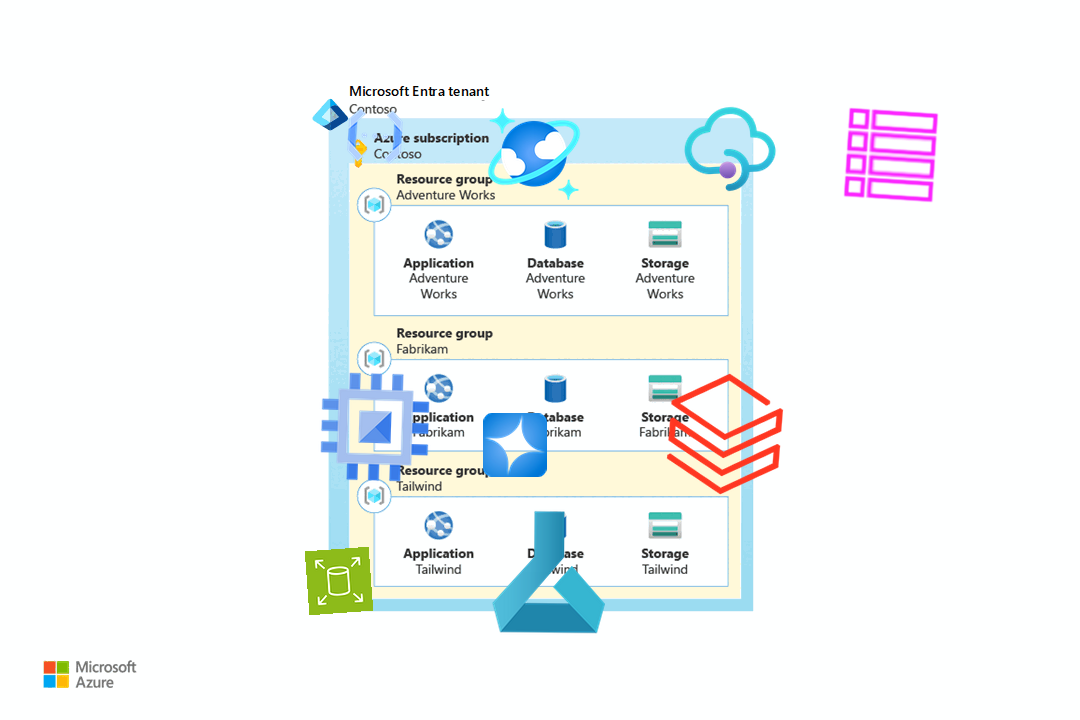 Microsoft Entra tenant
Contoso
Azure subscription
Contoso
Resource group
Adventure Works
Application
Adventure
Works
Database
Adventure
Works
Storage
Adventure
Works
Resource group
Fabrikam
Application
Fabrikam
Database
Fabrikam
Storage
Fabrikam
Resource group
Tailwind
Application
Tailwind
Database
Tailwind
Storage
Tailwind
Microsoft
Azure